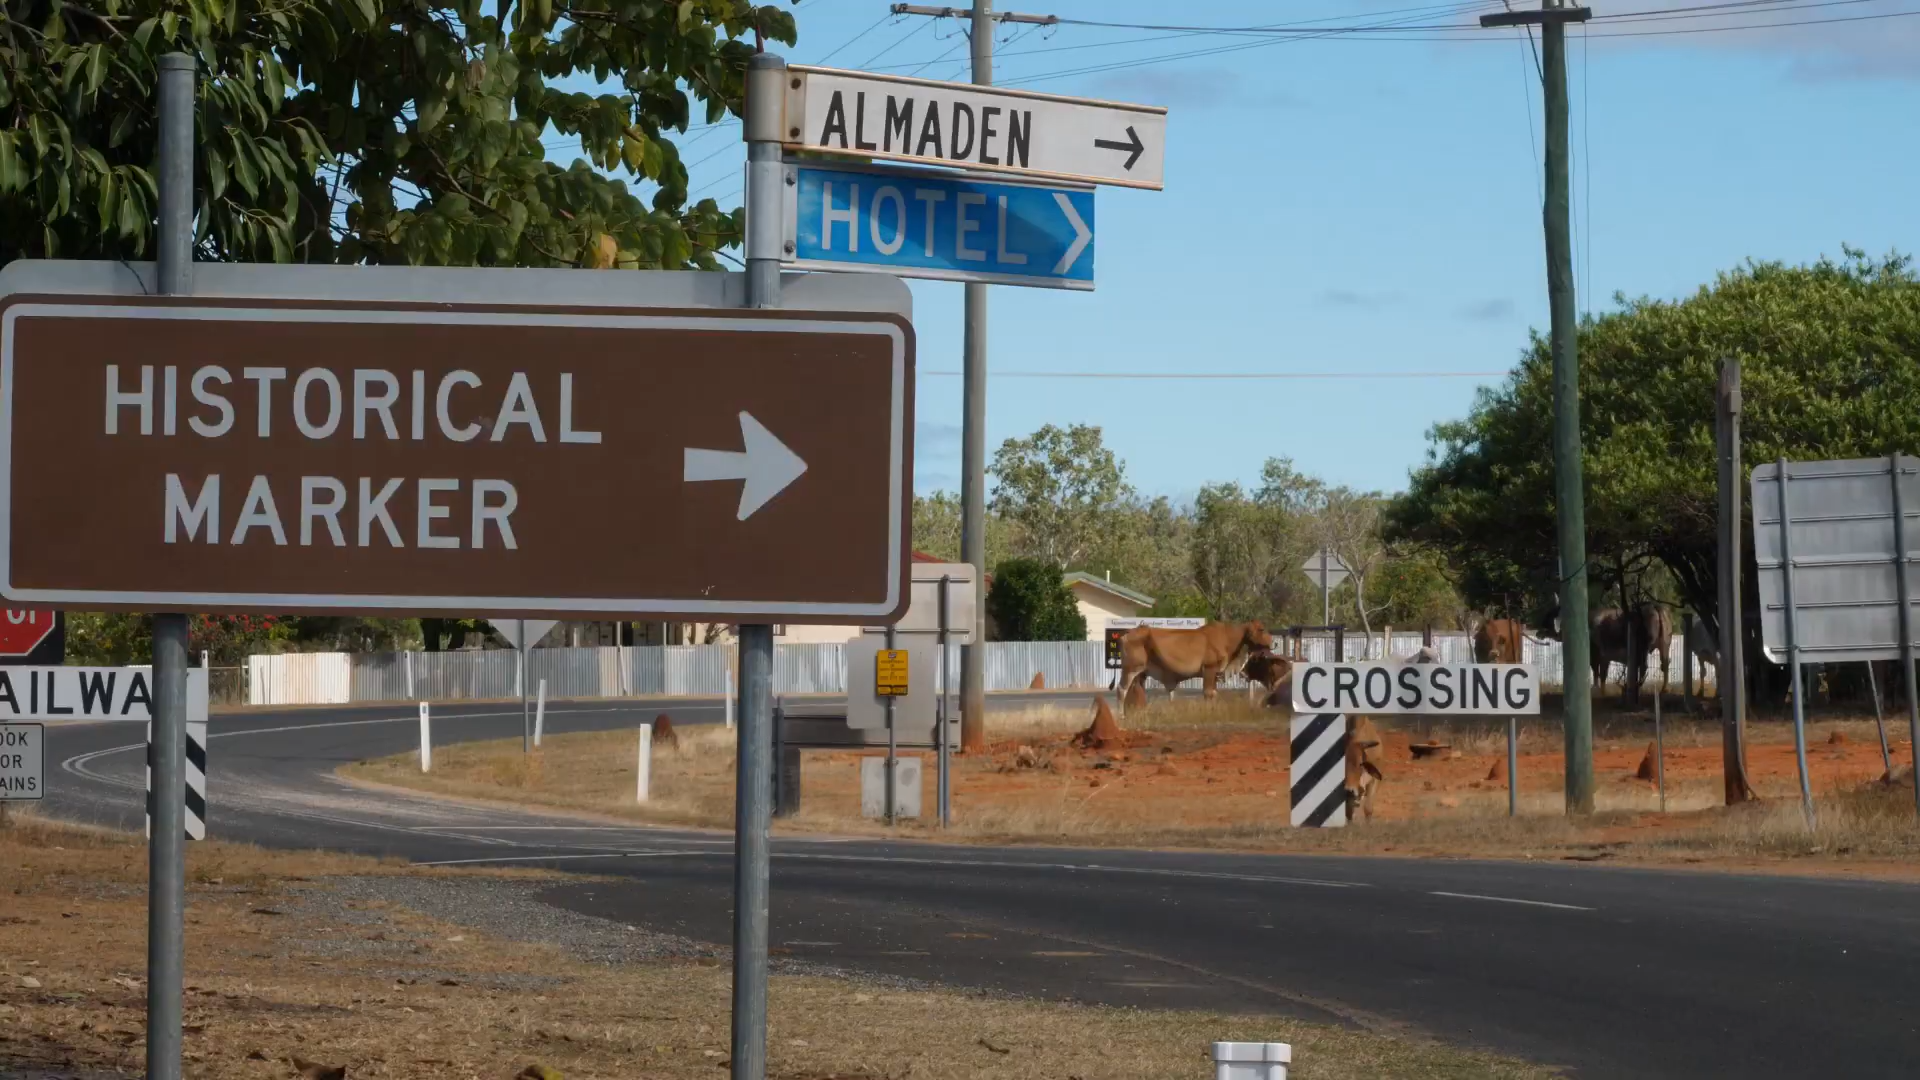 ALMADEN
HOTEL
HISTORICAL
MARKER
AILWA
OOK
OR
AINS
CROSSING